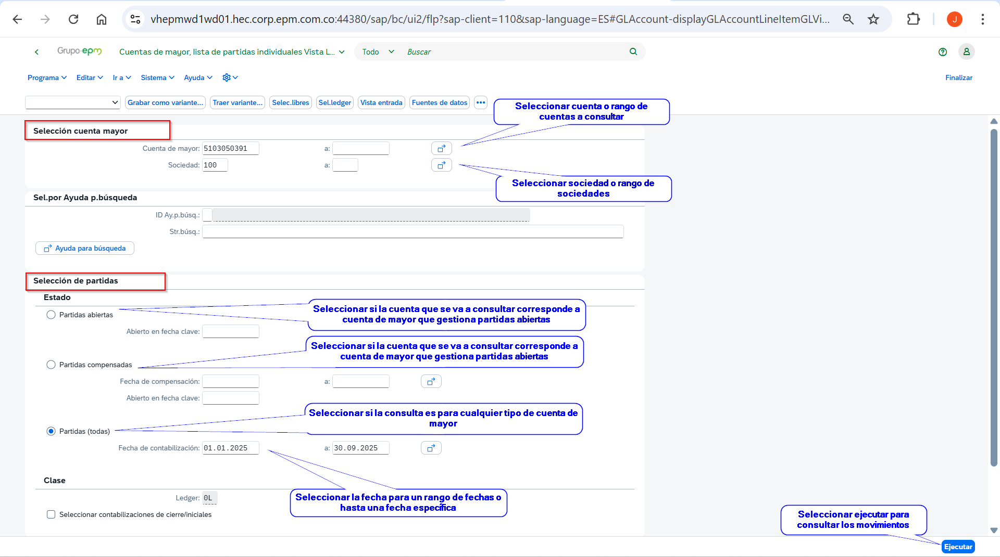 vhepmwd1wd01.hec.corp.epm.com.co:44380/sap/bc/ui2/flp?sap-client=110&sap-language=ES#GLAccount-displayGLAccountLineItemGLVi...
J
Grupo·epm
Cuentas de mayor, lista de partidas individuales Vista L...
Todo
Buscar
Programa
Editar
Ir a
Sistema
Ayuda
Finalizar
Grabar como variante...
Traer variante...
Selec.libres
Sel.ledger
Vista entrada
Fuentes de datos
Seleccionar cuenta o rango de
cuentas a consultar
Selección cuenta mayor
Cuenta de mayor: 5103050391 a:
Sociedad: 100 a:
Seleccionar sociedad o rango de
sociedades
Sel.por Ayuda p.búsqueda
ID Ay.p.búsq.:
Str.búsq.:
Ayuda para búsqueda
Selección de partidas
Estado
Seleccionar si la cuenta que se va a consultar corresponde a
cuenta de mayor que gestiona partidas abiertas
Partidas abiertas
Abierto en fecha clave:
Seleccionar si la cuenta que se va a consultar corresponde a
cuenta de mayor que gestiona partidas abiertas
Partidas compensadas
Fecha de compensación: a:
Abierto en fecha clave:
Seleccionar si la consulta es para cualquier tipo de cuenta de
mayor
Partidas (todas)
Fecha de contabilización: 01.01.2025 a: 30.09.2025
Clase
Ledger: 0L
Seleccionar la fecha para un rango de fechas o
hasta una fecha específica
Seleccionar contabilizaciones de cierre/iniciales
Seleccionar ejecutar para
consultar los movimientos
Ejecutar